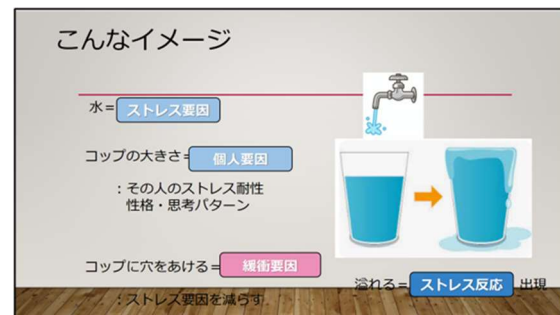 こんなイメージ
水= ストレス要因
コップの大きさ= 個人要因
：その人のストレス耐性
性格・思考パターン
コップに穴をあける= 緩衝要因
：ストレス要因を減らす
溢れる= ストレス反応 出現